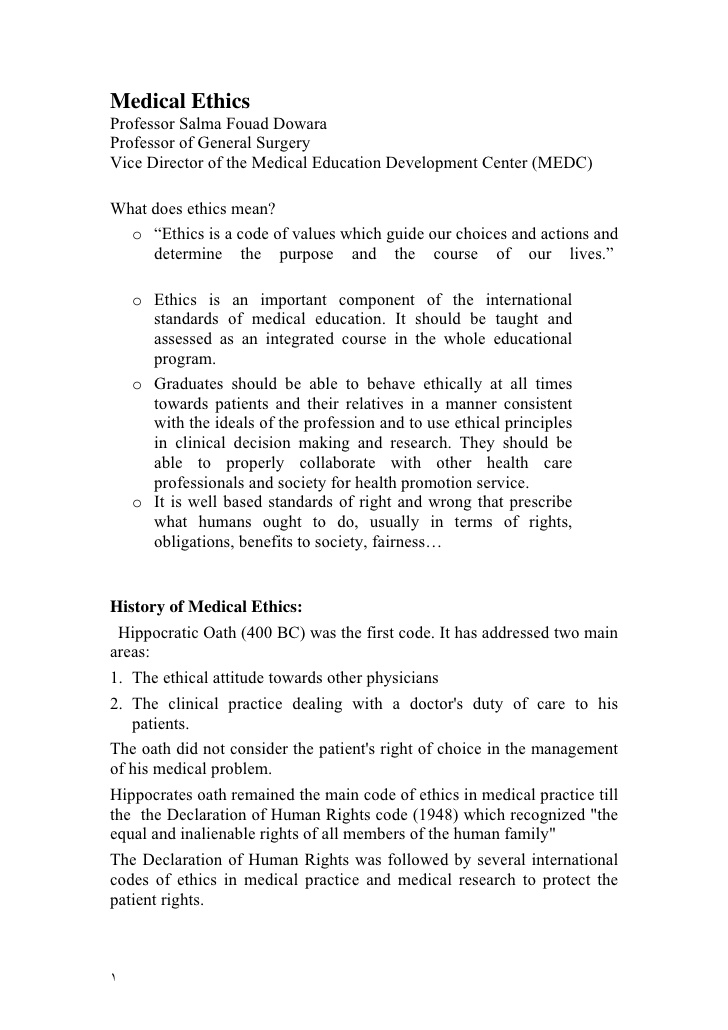 Medical Ethics
Professor Salma Fouad Dowara
Professor of General Surgery
Vice Director of the Medical Education Development Center (MEDC)
What does ethics mean?
o “Ethics is a code of values which guide our choices and actions and
determine the purpose and the course of our lives.”
o Ethics is an important component of the international
standards of medical education. It should be taught and
assessed as an integrated course in the whole educational
program.
o Graduates should be able to behave ethically at all times
towards patients and their relatives in a manner consistent
with the ideals of the profession and to use ethical principles
in clinical decision making and research. They should be
able to properly collaborate with other health care
professionals and society for health promotion service.
o It is well based standards of right and wrong that prescribe
what humans ought to do, usually in terms of rights,
obligations, benefits to society, fairness…
History of Medical Ethics:
Hippocratic Oath (400 BC) was the first code. It has addressed two main
areas:
1. The ethical attitude towards other physicians
2. The clinical practice dealing with a doctor's duty of care to his
patients.
The oath did not consider the patient's right of choice in the management
of his medical problem.
Hippocrates oath remained the main code of ethics in medical practice till
the the Declaration of Human Rights code (1948) which recognized "the
equal and inalienable rights of all members of the human family"
The Declaration of Human Rights was followed by several international
codes of ethics in medical practice and medical research to protect the
patient rights.
١